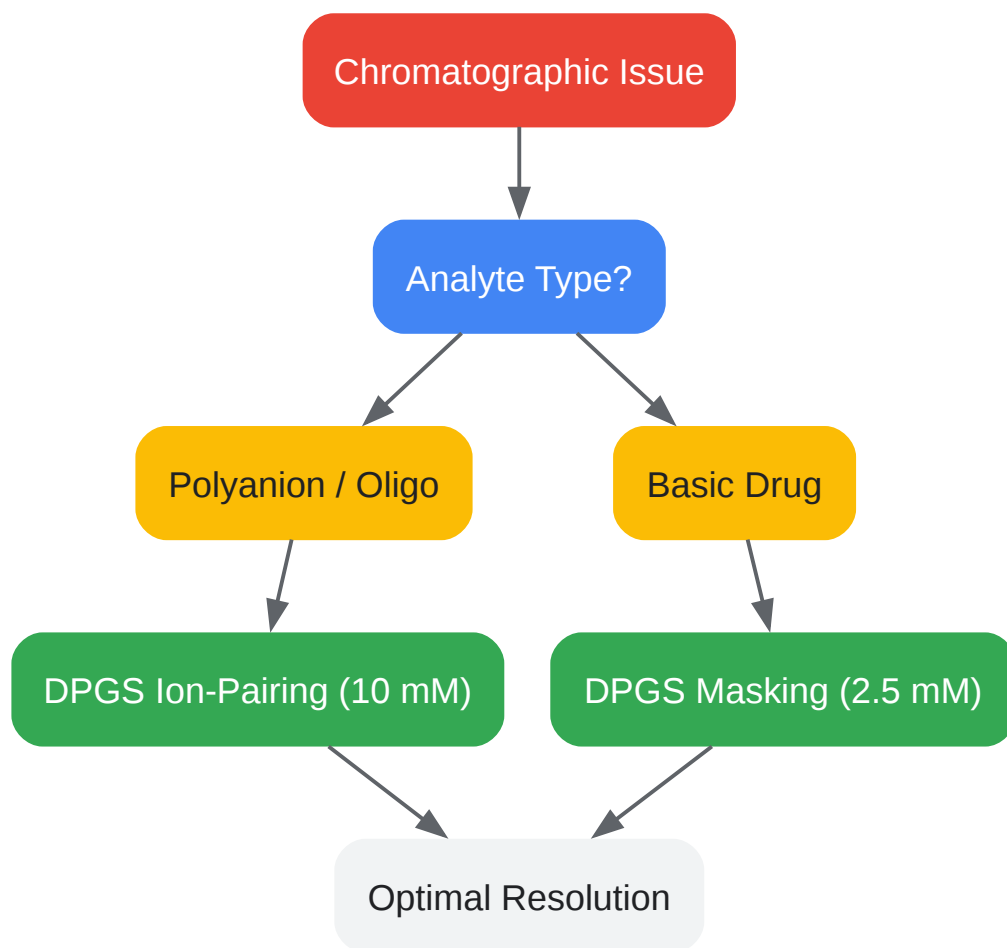 Chromatographic Issue
Analyte Type?
Polyanion / Oligo
Basic Drug
DPGS Ion-Pairing (10 mM)
DPGS Masking (2.5 mM)
Optimal Resolution